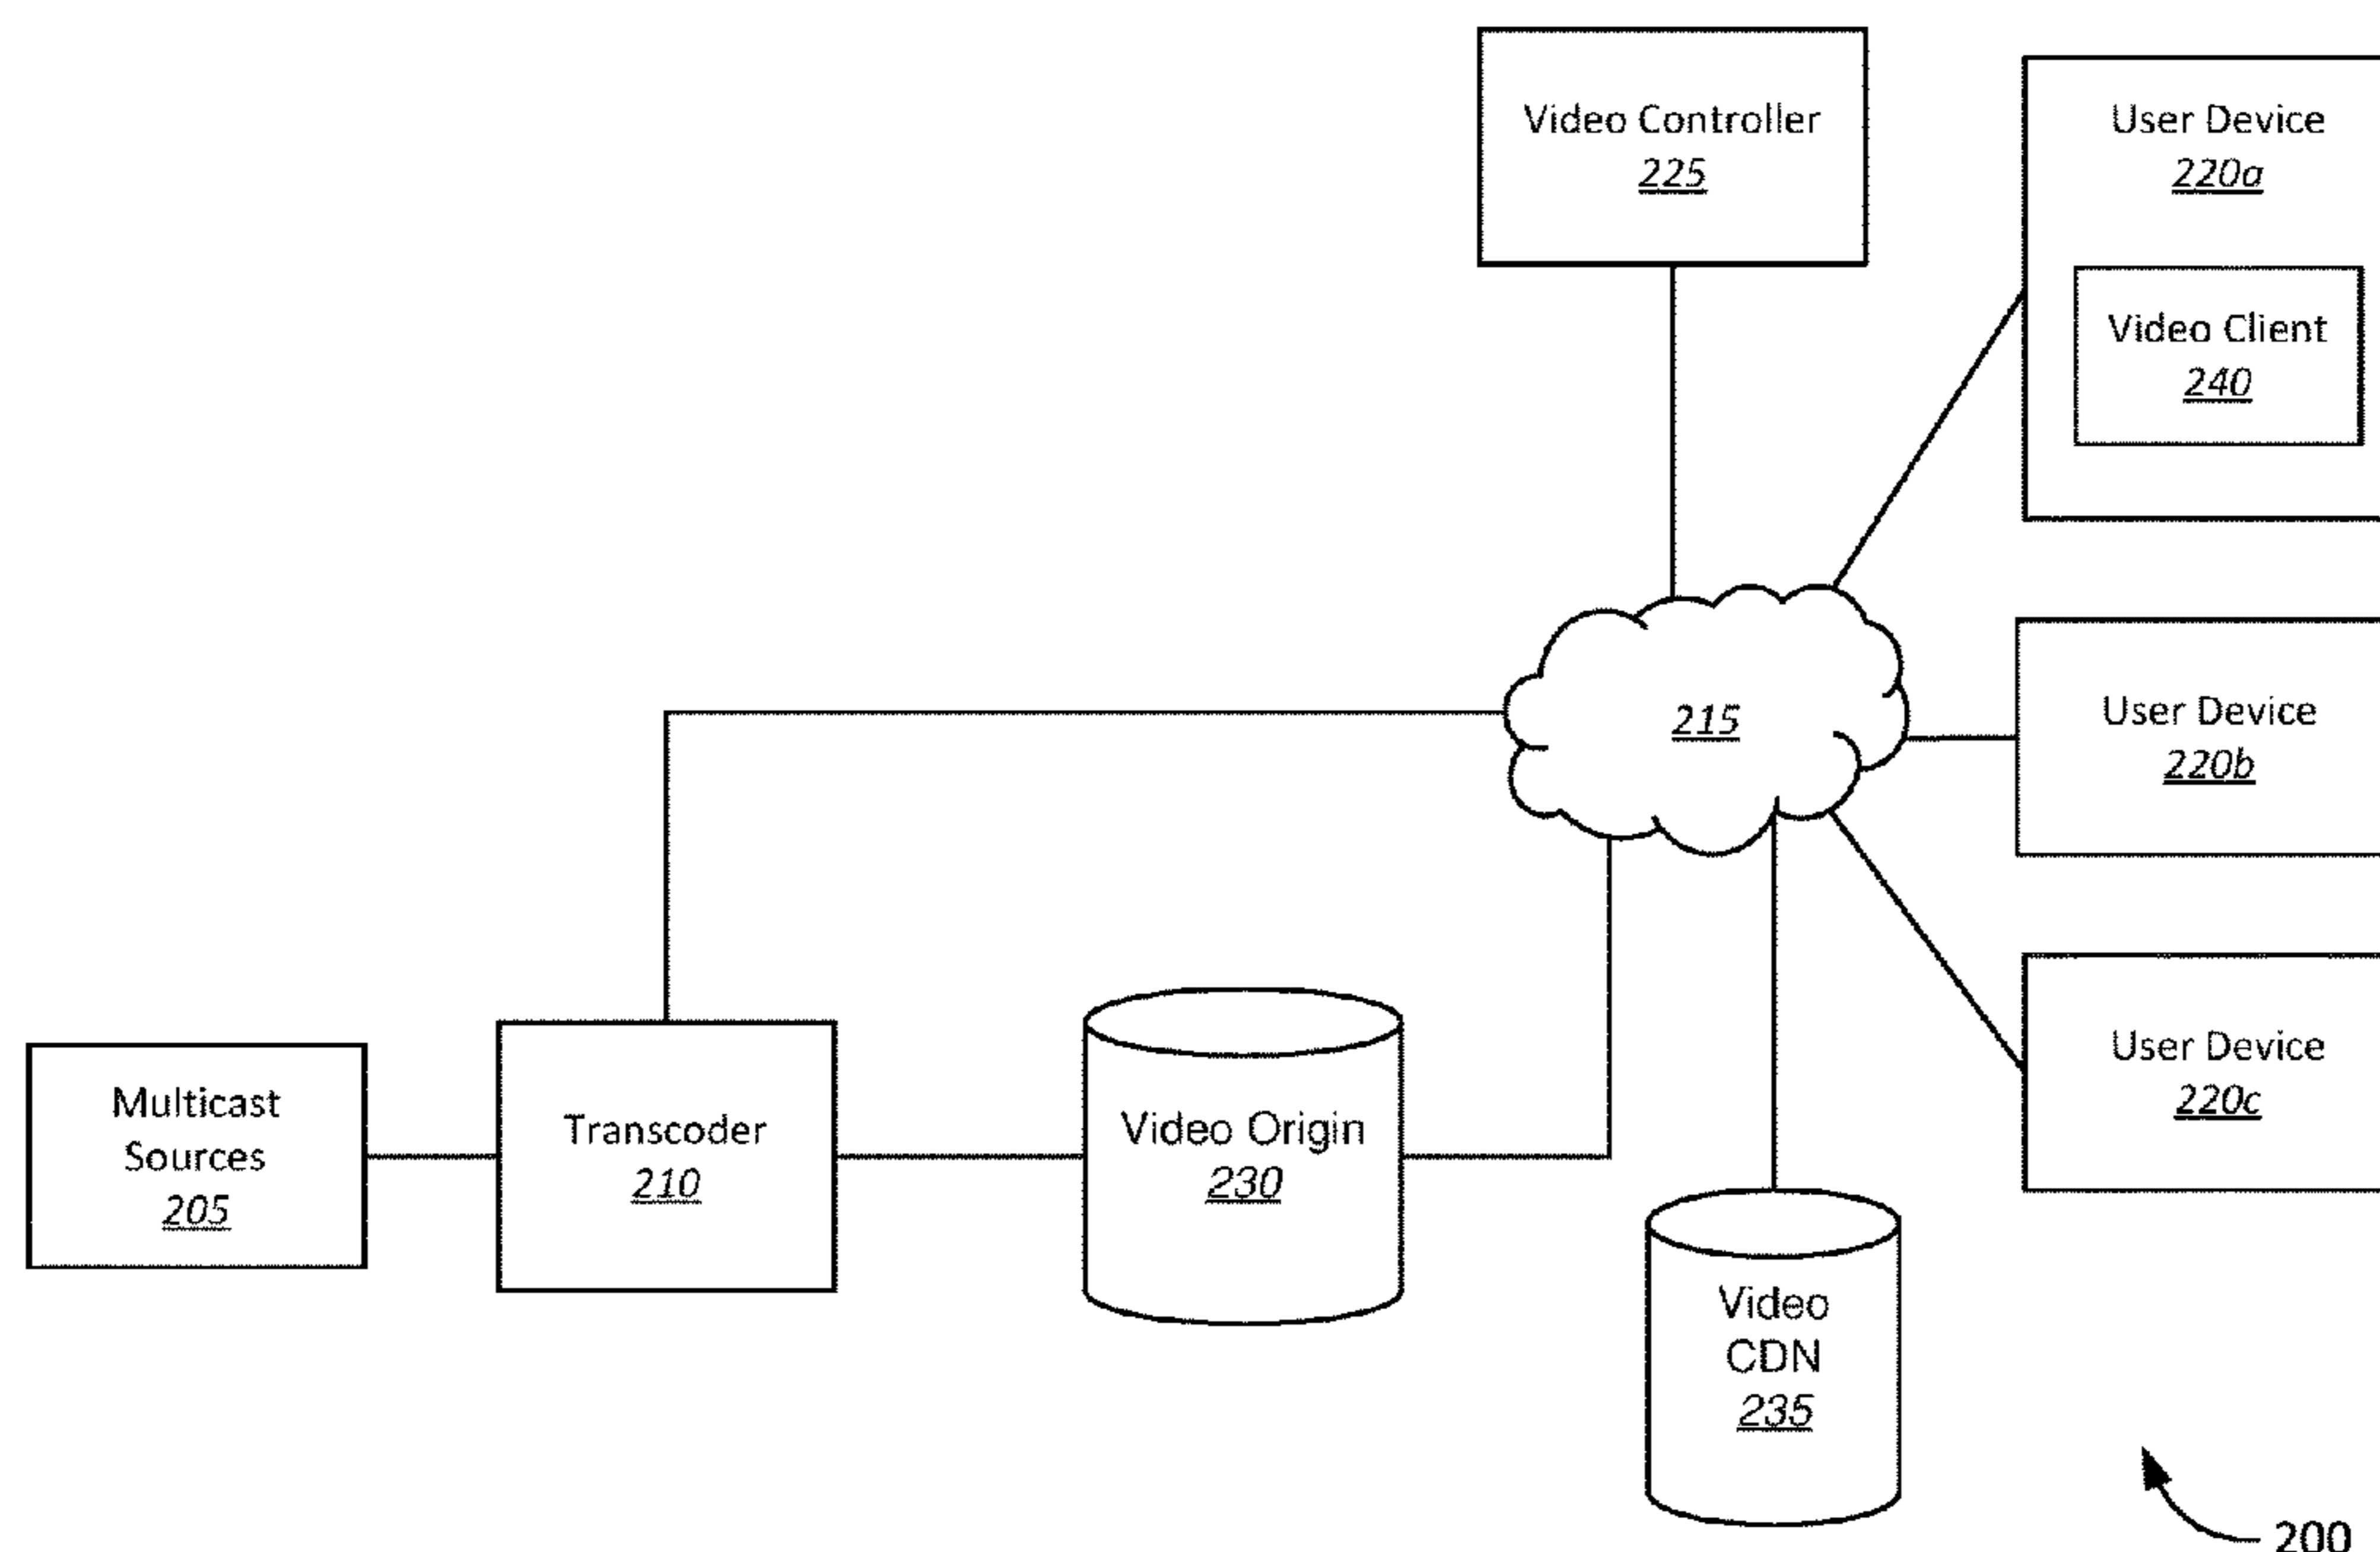 Video Controller
225
User Device
220a
Video Client
240
215
User Device
220b
User Device
220c
Multicast
Sources
205
Transcoder
210
Video Origin
230
Video
CDN
235
200